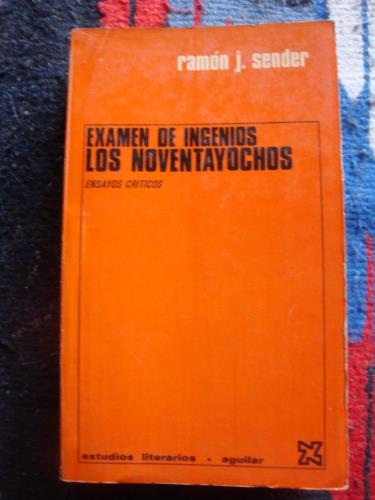 ramón j. sender
EXAMEN DE INGENIOS
LOS NOVENTAYOCHOS
ENSAYOS CRITICOS
estudios literarios · aguilar